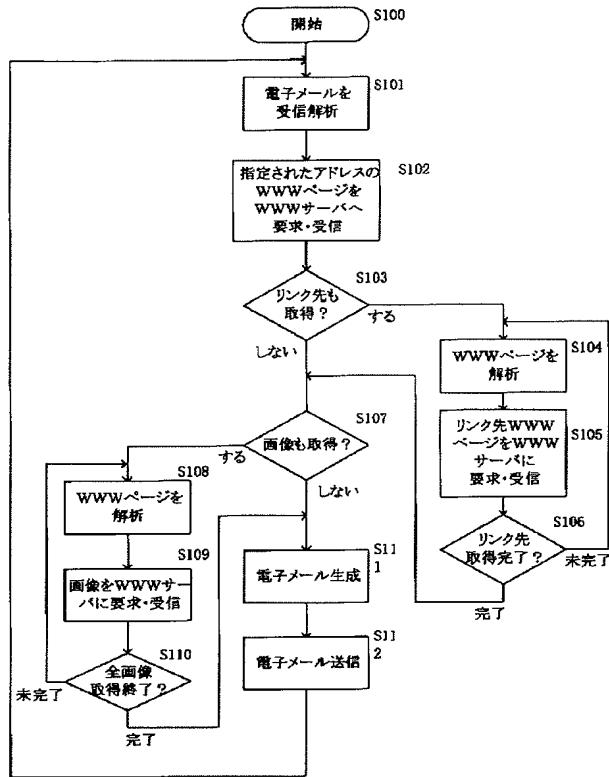 開始
S100
S101
電子メールを
受信解析
S102
指定されたアドレスの
WWWページを
WWWサーバへ
要求・受信
S103
リンク先も
取得？
する
しない
S104
WWWページを
解析
S105
リンク先WWW
ページをWWW
サーバに
要求・受信
S106
リンク先
取得完了？
未完了
完了
S107
画像も取得？
する
しない
S108
WWWページを
解析
S109
画像をWWWサー
バに要求・受信
S110
全画像
取得終了？
未完了
完了
S11
1
電子メール生成
S11
2
電子メール送信